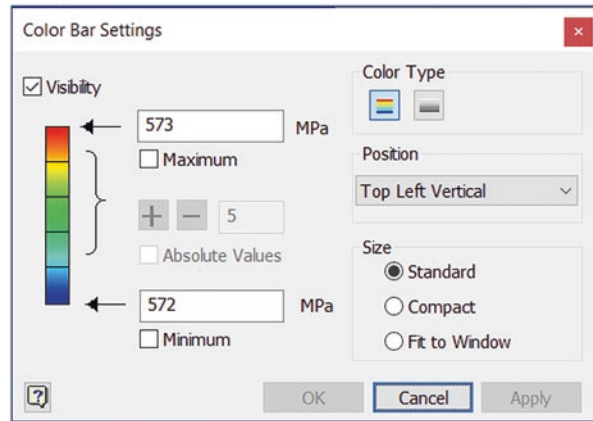 Color Bar Settings
Visibility
573 MPa
Maximum
5
Absolute Values
572 MPa
Minimum
Color Type
Position
Top Left Vertical
Size
Standard
Compact
Fit to Window
OK Cancel Apply